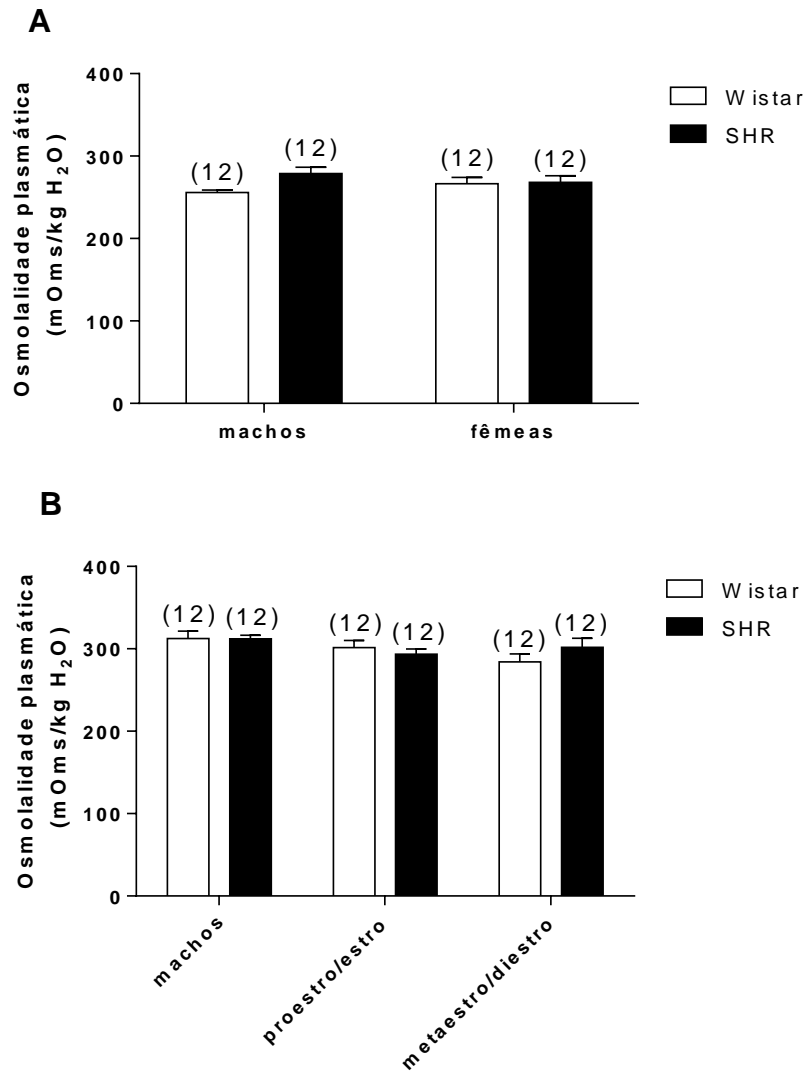 A
Osmolalidade plasmática
(mOms/kg H₂O)
400
300
200
100
0
(12)
(12)
(12)
(12)
machos
fêmeas
Wistar
SHR
B
Osmolalidade plasmática
(mOms/kg H₂O)
400
300
200
100
0
(12)
(12)
(12)
(12)
(12)
(12)
machos
proestro/estro
metaestro/diestro
Wistar
SHR